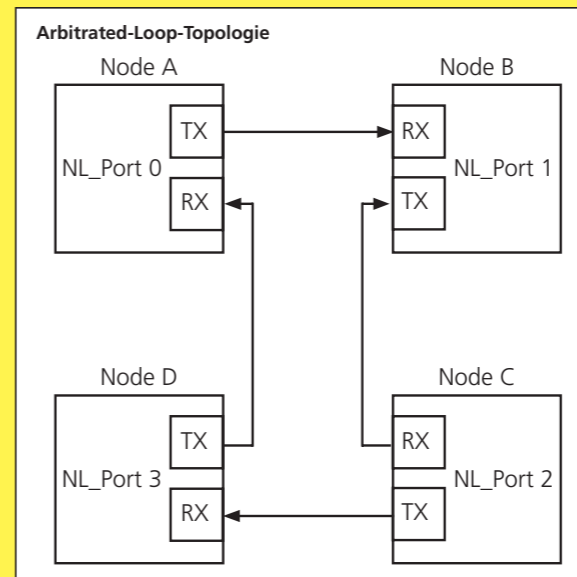 Arbitrated-Loop-Topologie
Node A
Node B
TX
RX
NL_Port 0
NL_Port 1
RX
TX
Node D
Node C
TX
RX
NL_Port 3
NL_Port 2
RX
TX